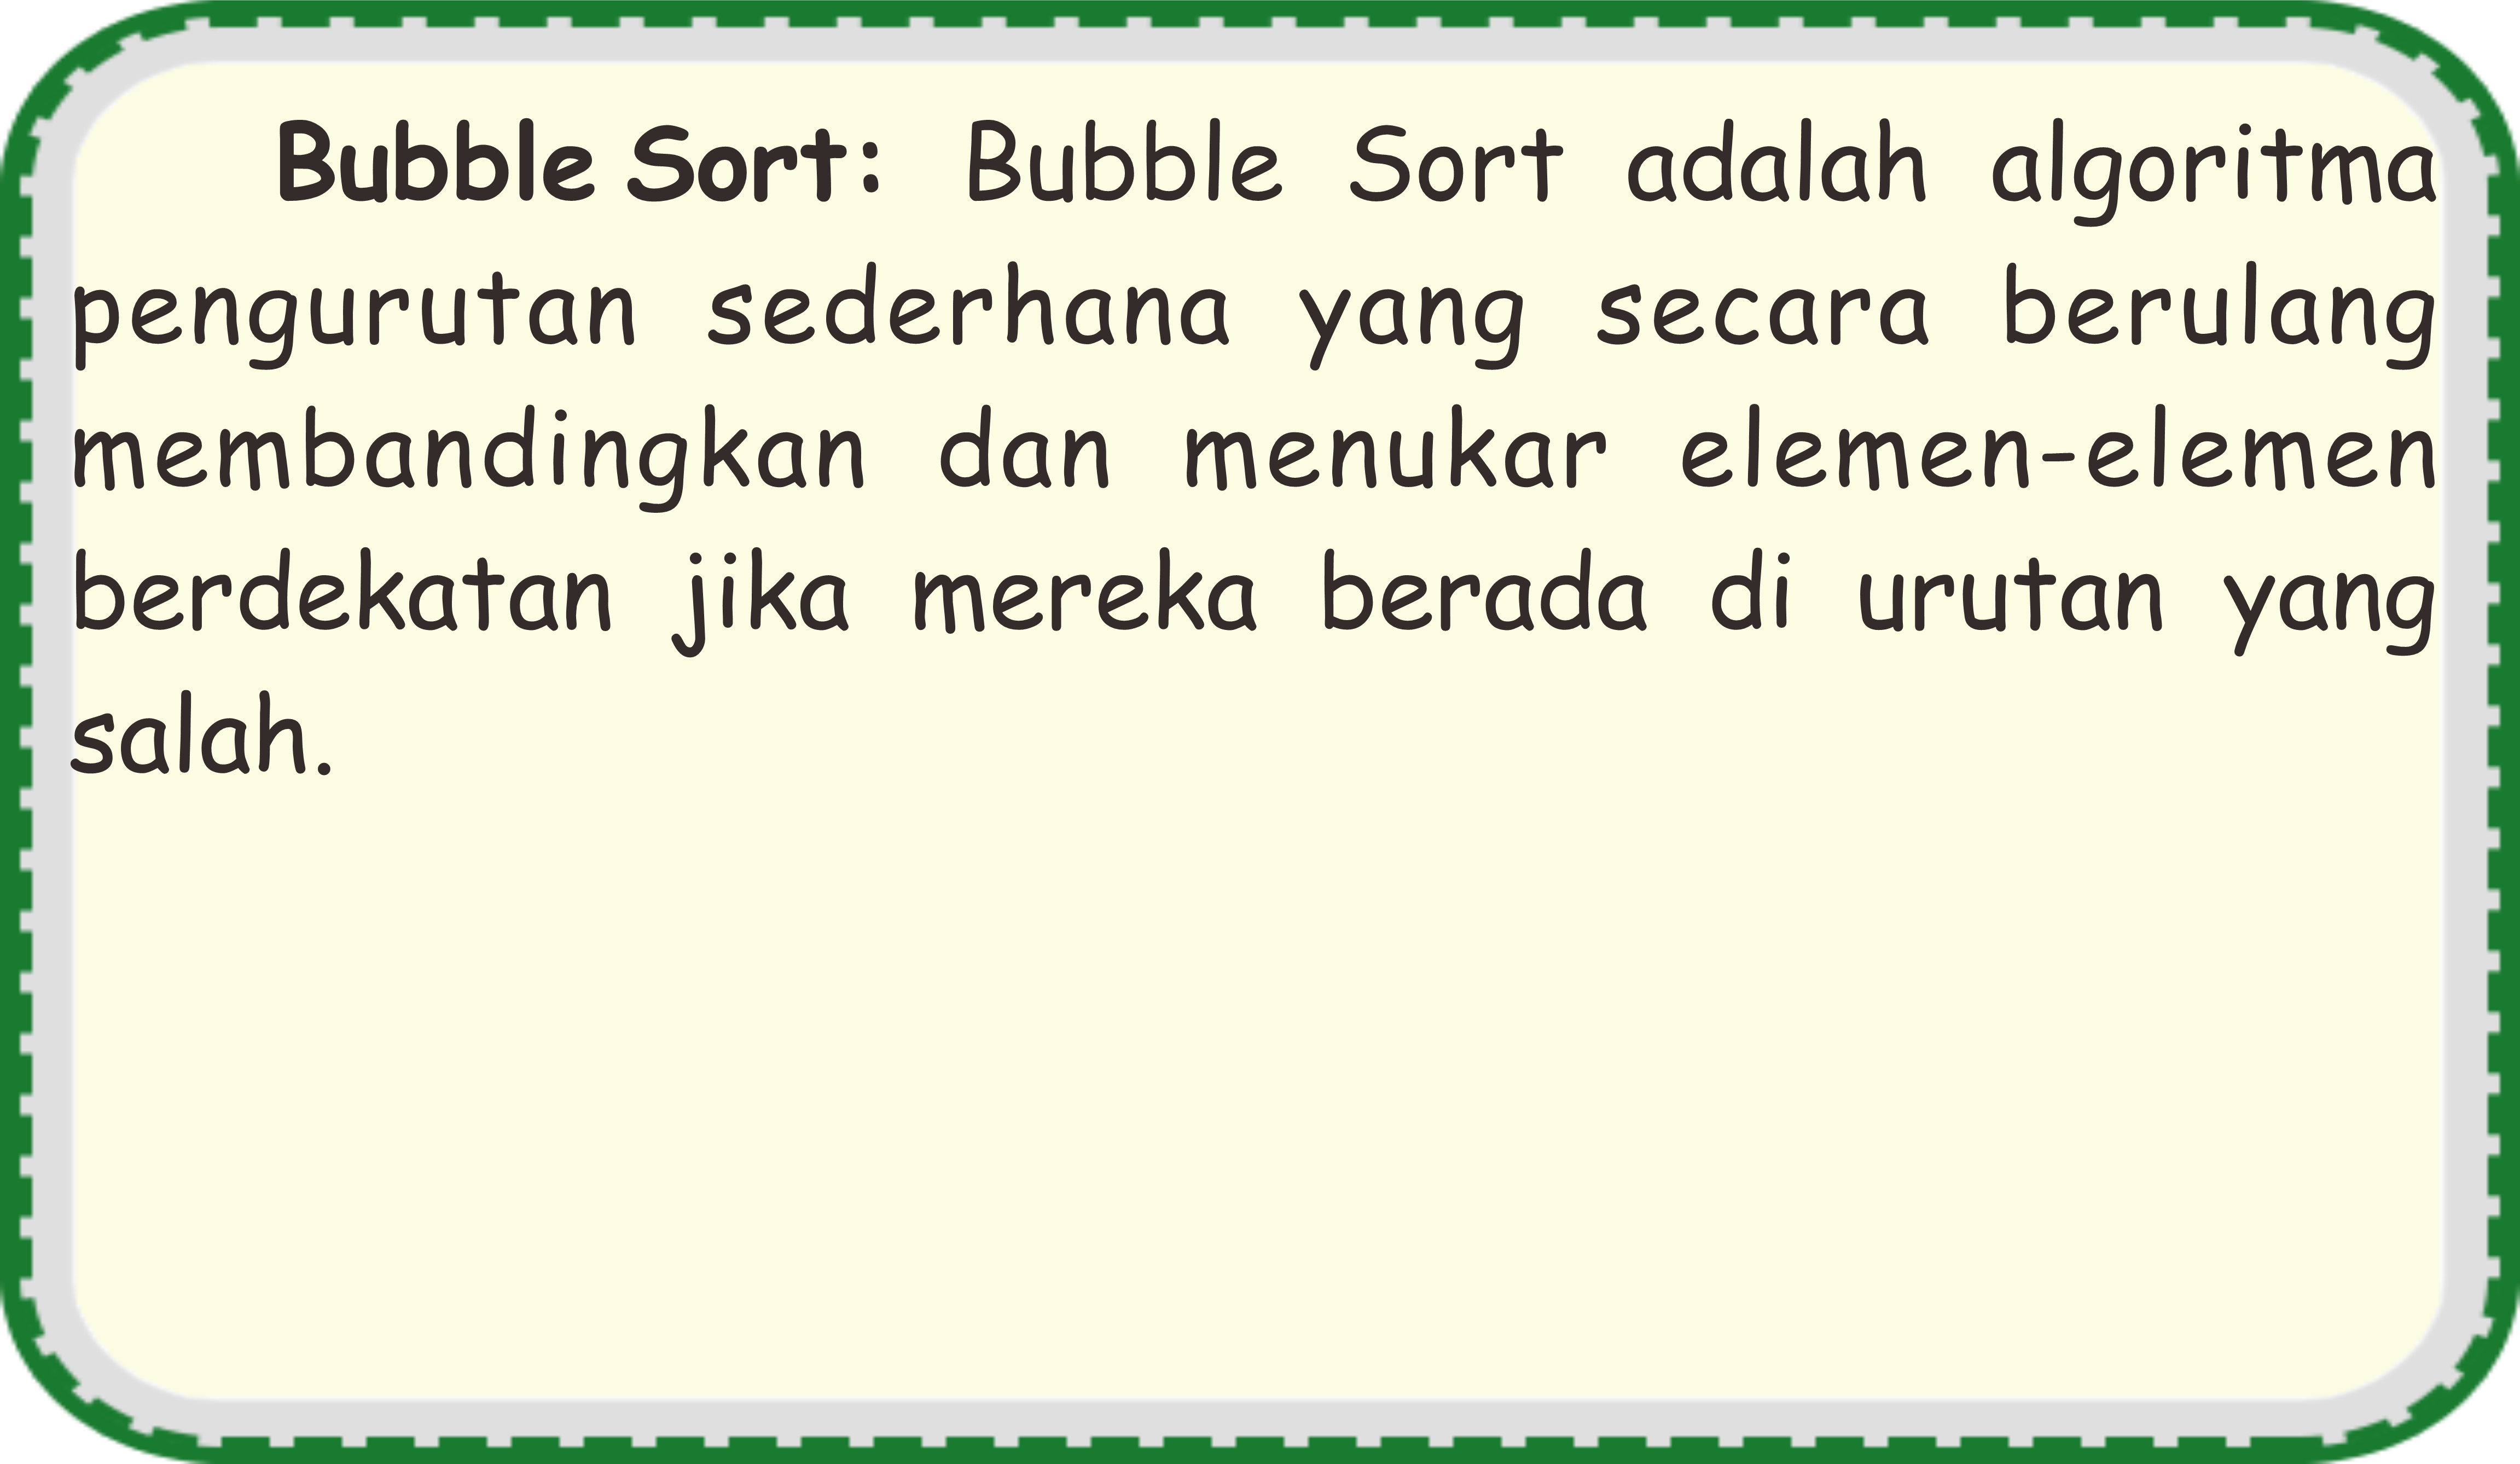 Bubble Sort: Bubble Sort adalah algoritma
pengurutan sederhana yang secara berulang
membandingkan dan menukar elemen-elemen
berdekatan jika mereka berada di urutan yang
salah.